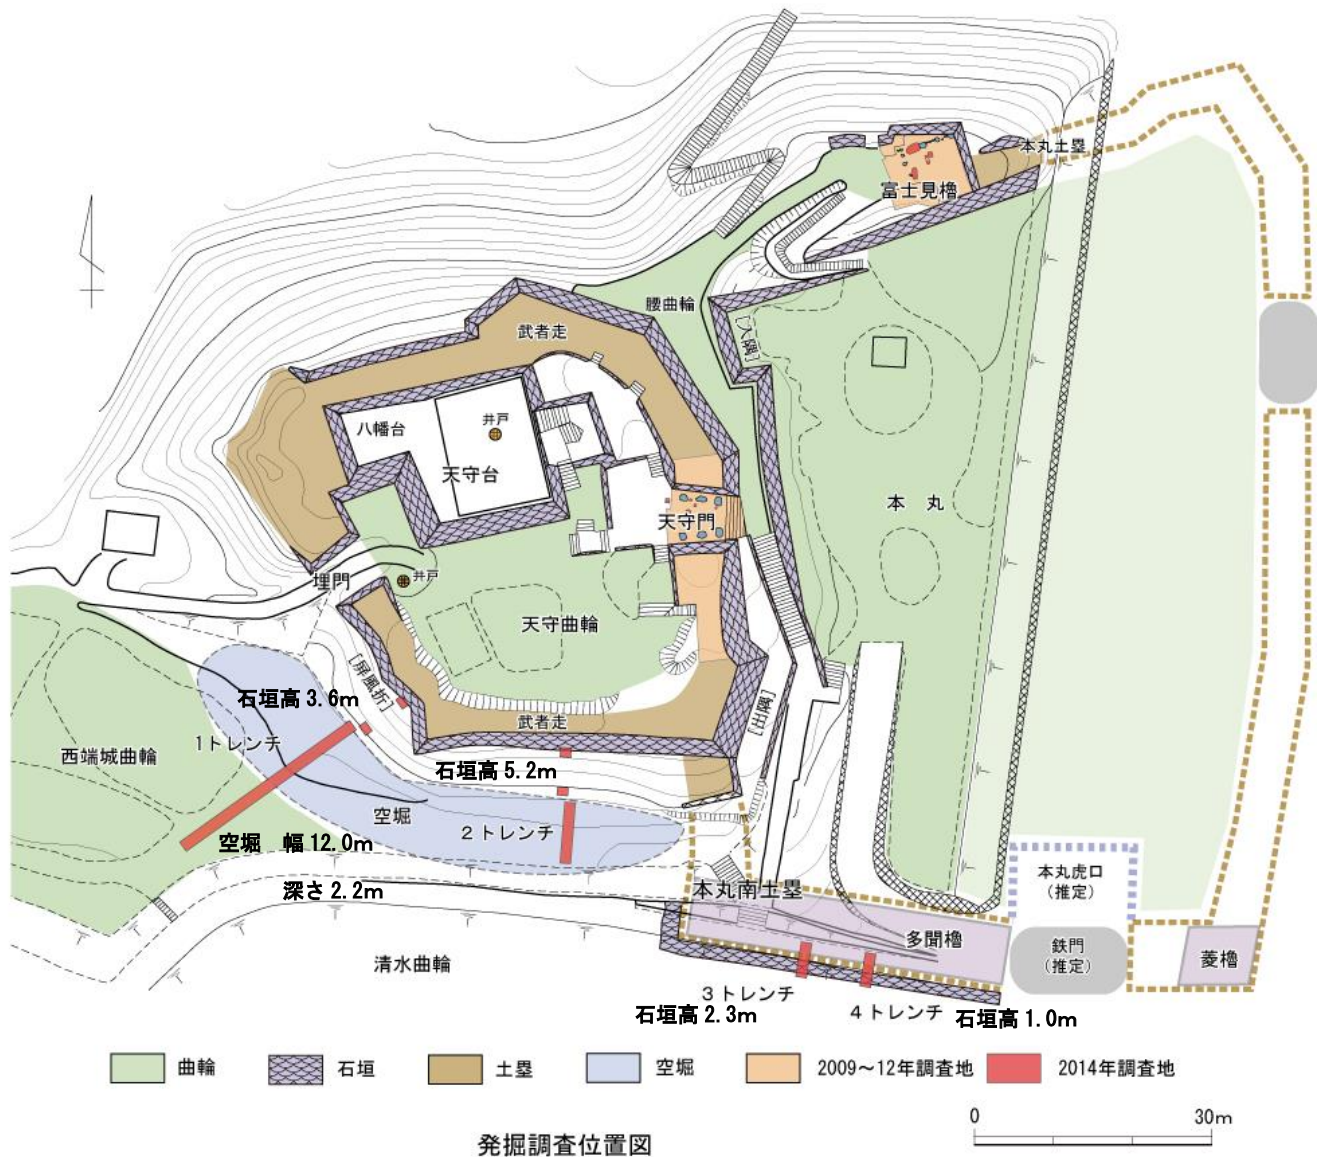 本丸土塁
富士見櫓
腰曲輪
武者走
[入隅]
井戸
八幡台
天守台
本 丸
天守門
井戸
埋門
天守曲輪
[屏風折]
石垣高 3.6m
[出隅]
武者走
1トレンチ
西端城曲輪
石垣高 5.2m
空堀
2トレンチ
空堀 幅 12.0m
深さ 2.2m
本丸南土塁
本丸虎口
(推定)
多聞櫓
鉄門
(推定)
菱櫓
清水曲輪
3トレンチ
石垣高 2.3m
4トレンチ
石垣高 1.0m
曲輪
石垣
土塁
空堀
2009～12年調査地
2014年調査地
0
30m
発掘調査位置図